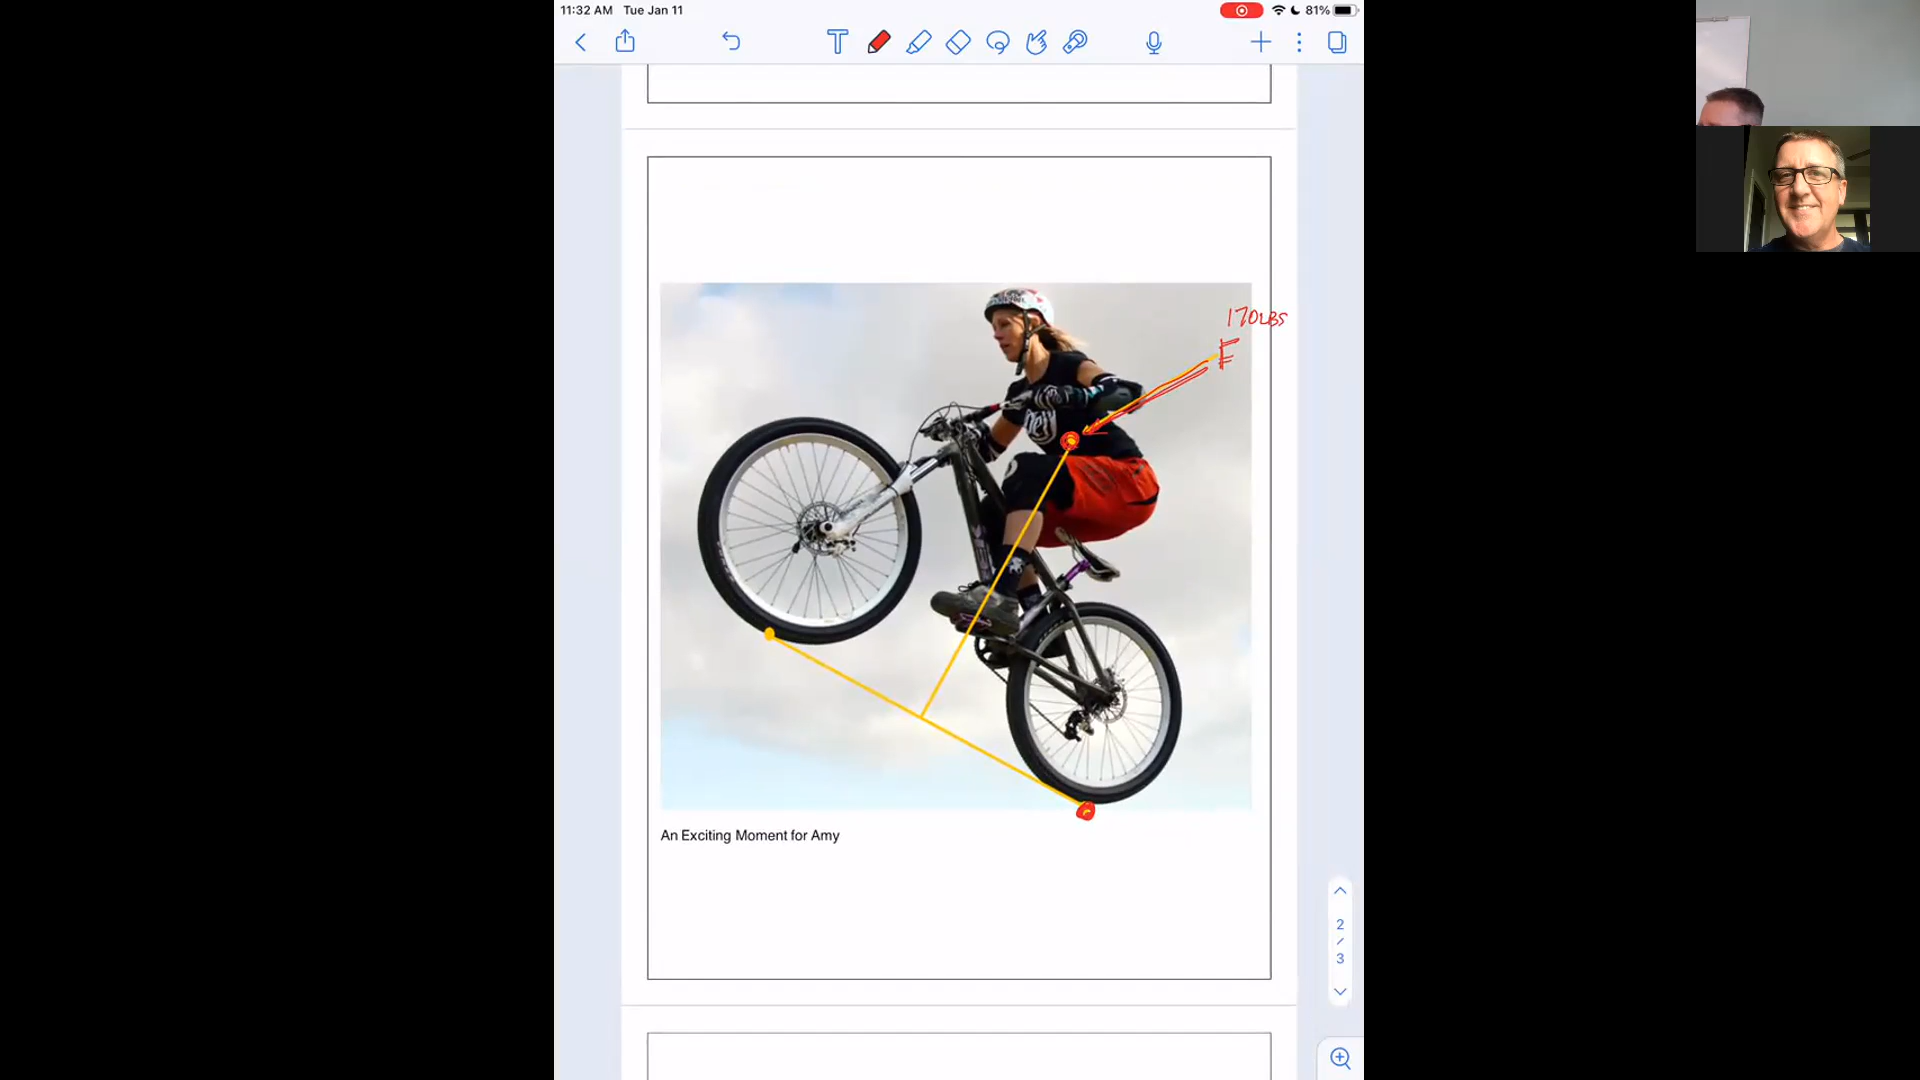 11:32 AM Tue Jan 11
81%
170LBS
F
An Exciting Moment for Amy
2
/
3